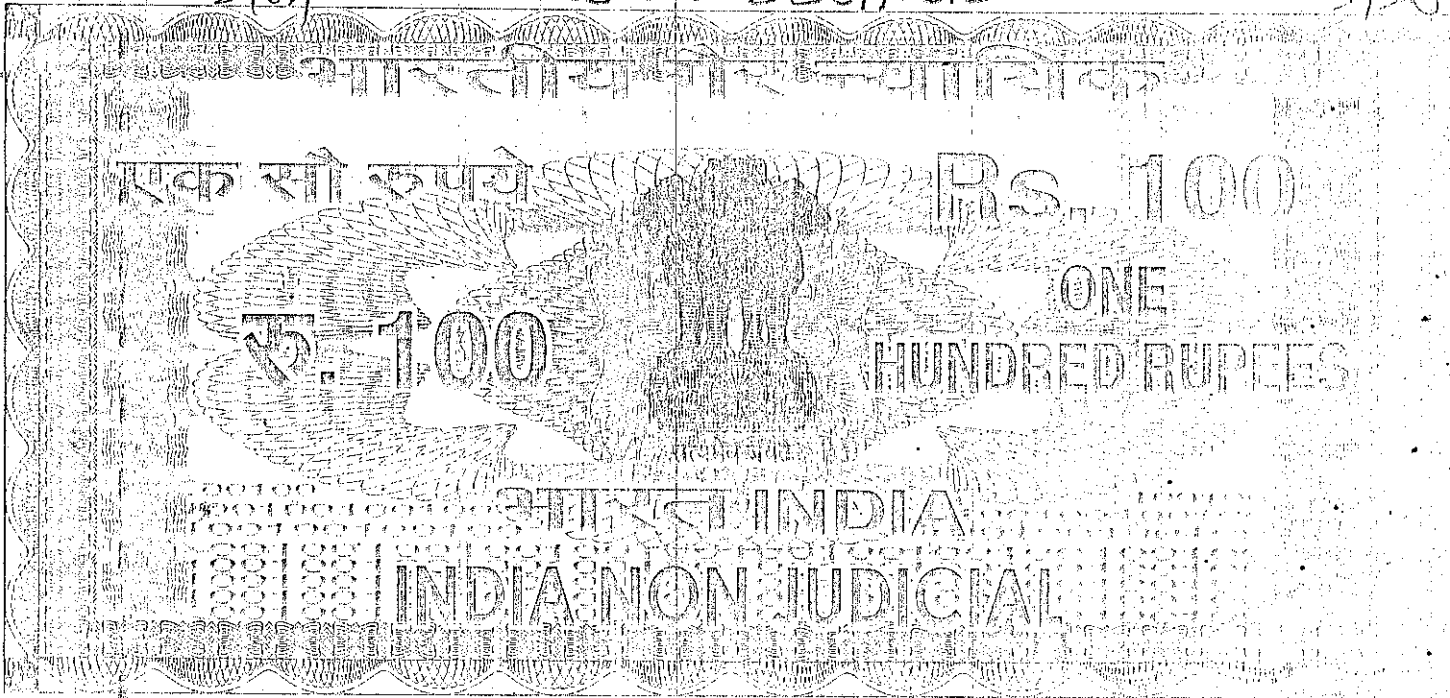 भारतीय गैर न्यायिक
एक सौ रुपये
Rs. 100
रु. 100
ONE
HUNDRED RUPEES
भारत INDIA
INDIA NON JUDICIAL